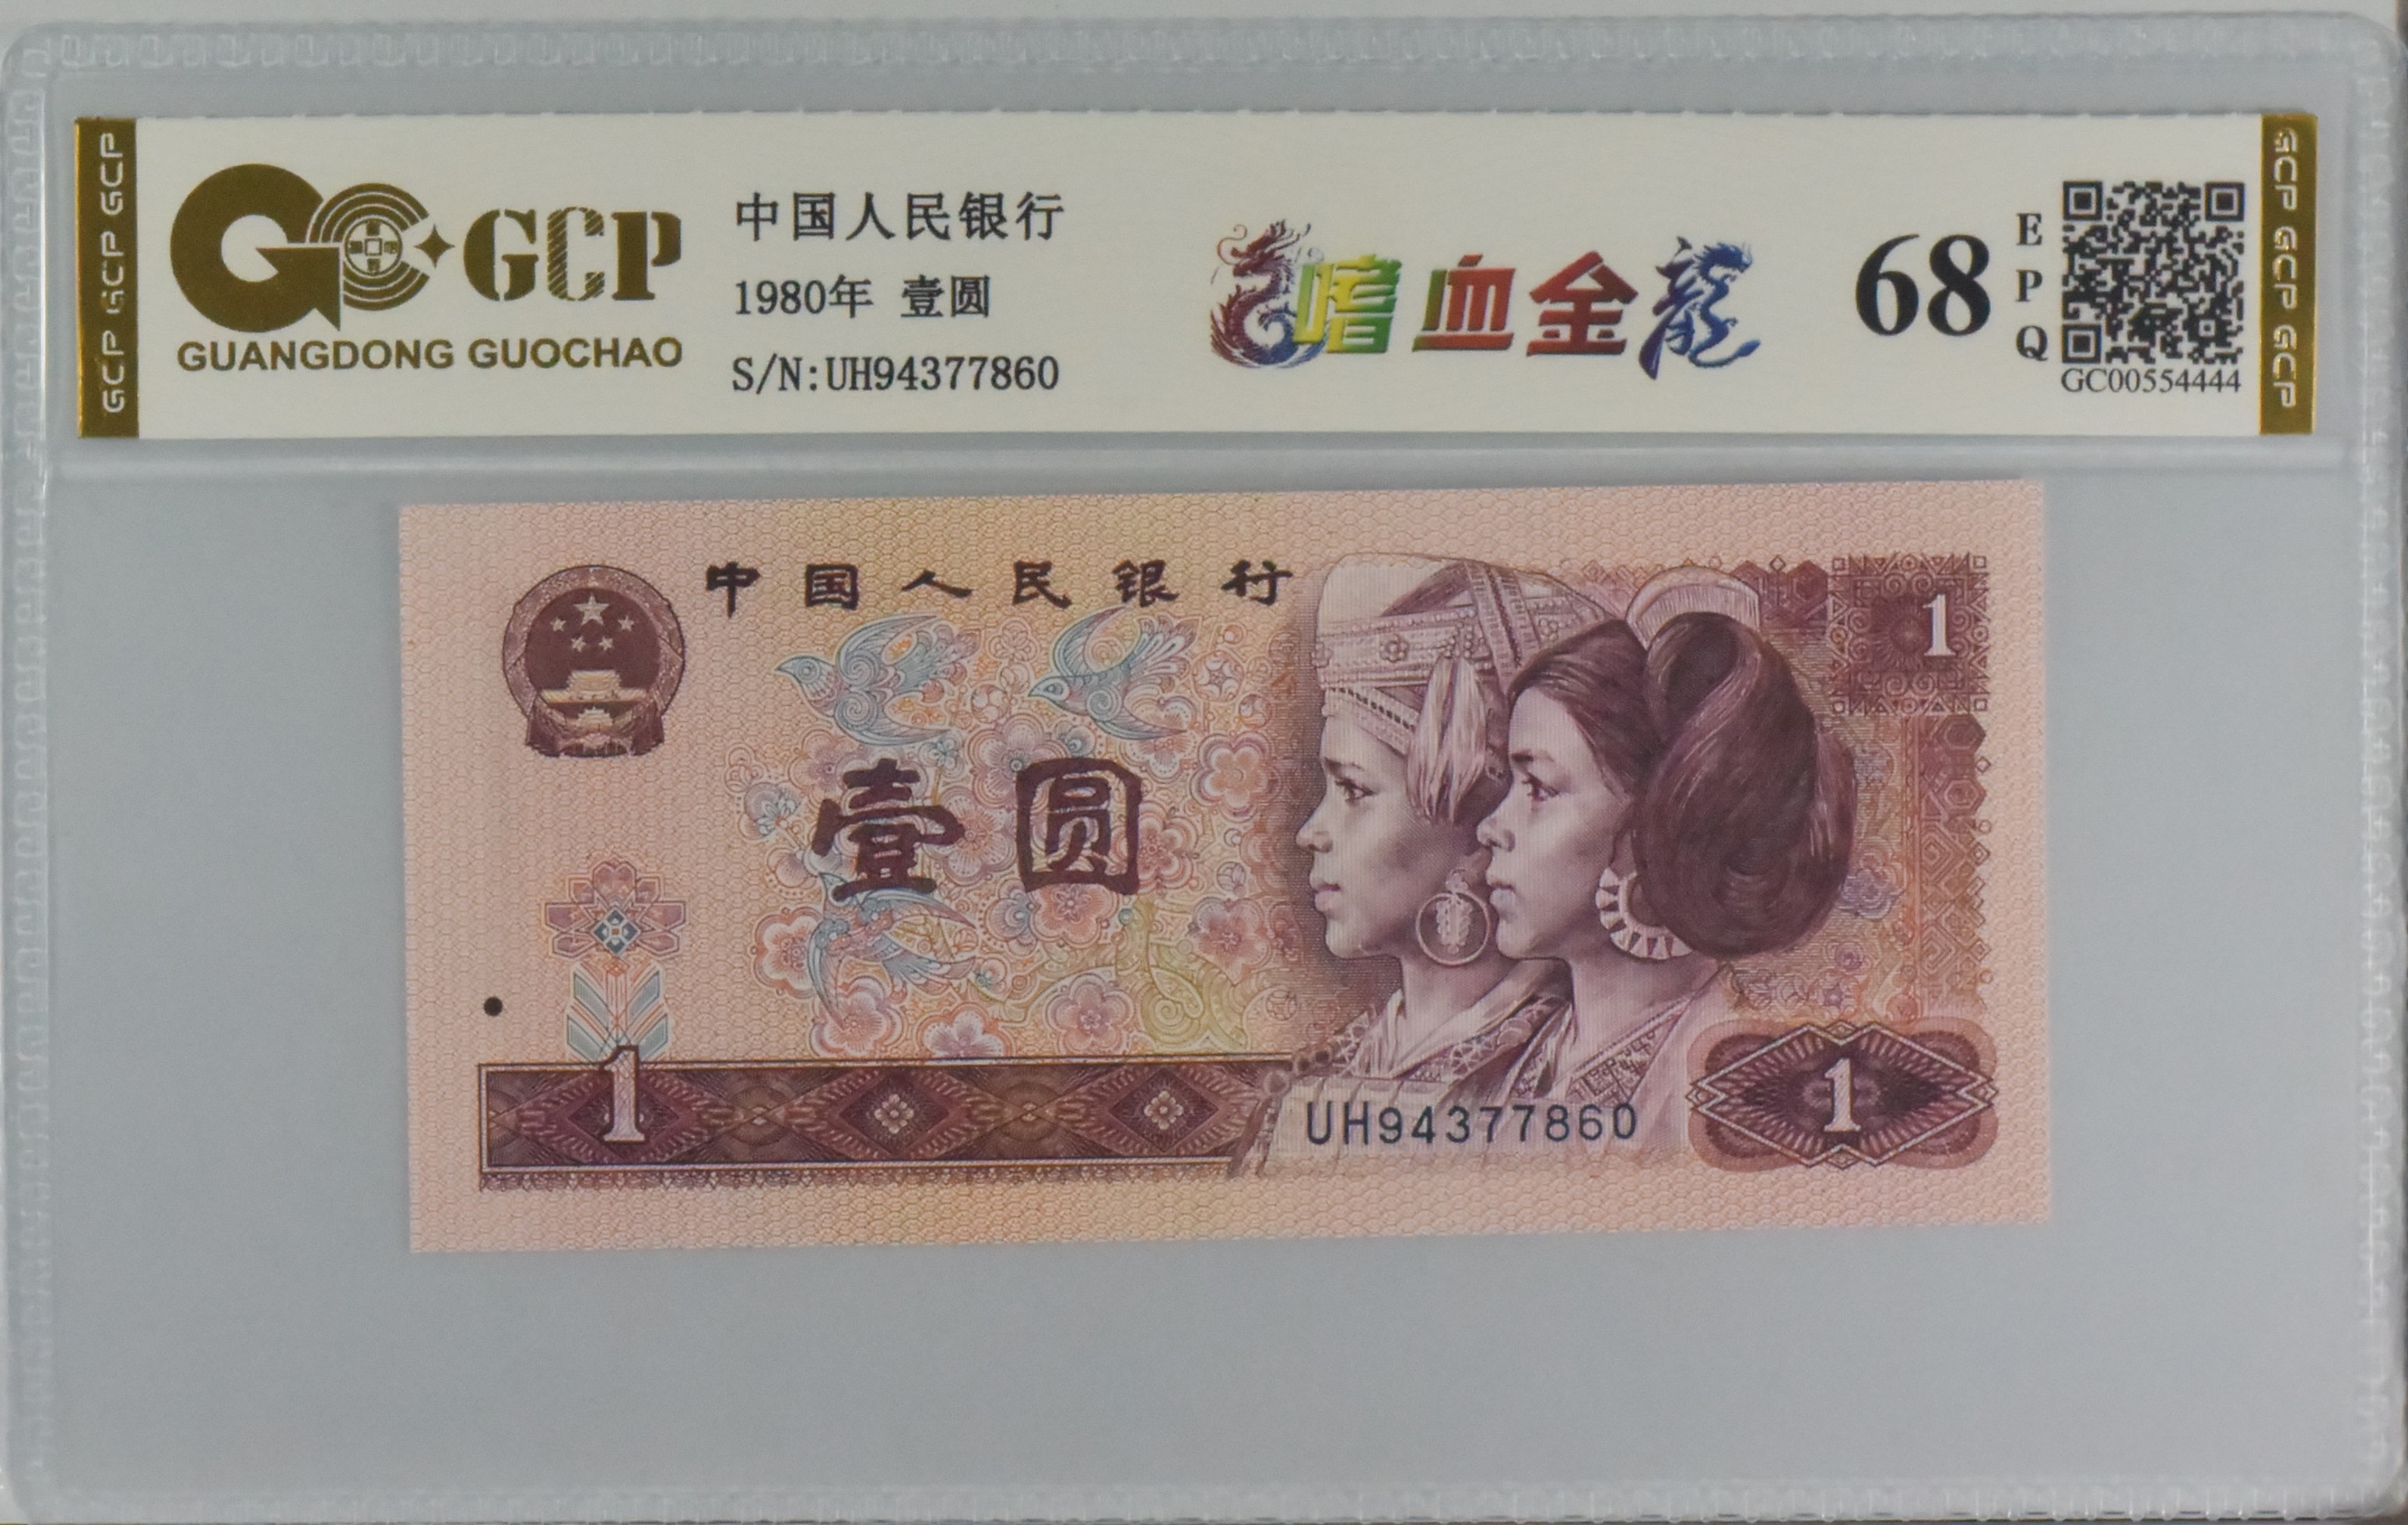 GCP GCP GCP
GCP
GUANGDONG GUOCHAO
中国人民银行
1980年 壹圆
S/N:UH94377860
嗜血金龍
68
EPQ
GC00554444
GCP GCP GCP
中国人民银行
1
壹圆
1
UH94377860
1